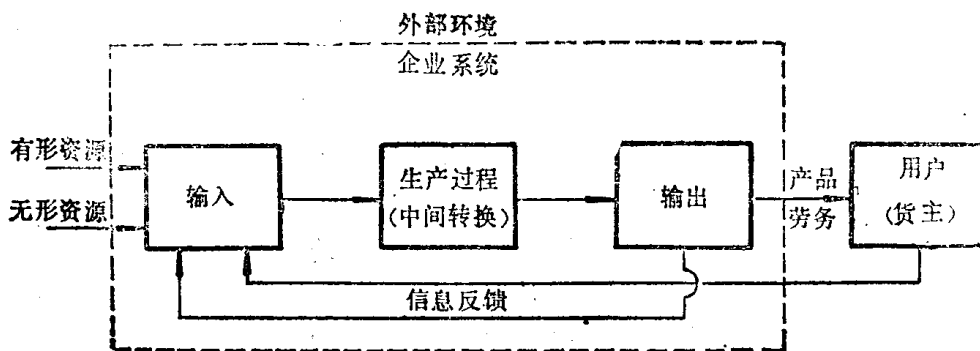 外部环境
企业系统
有形资源
无形资源
输入
生产过程
(中间转换)
输出
产品
劳务
用户
(货主)
信息反馈